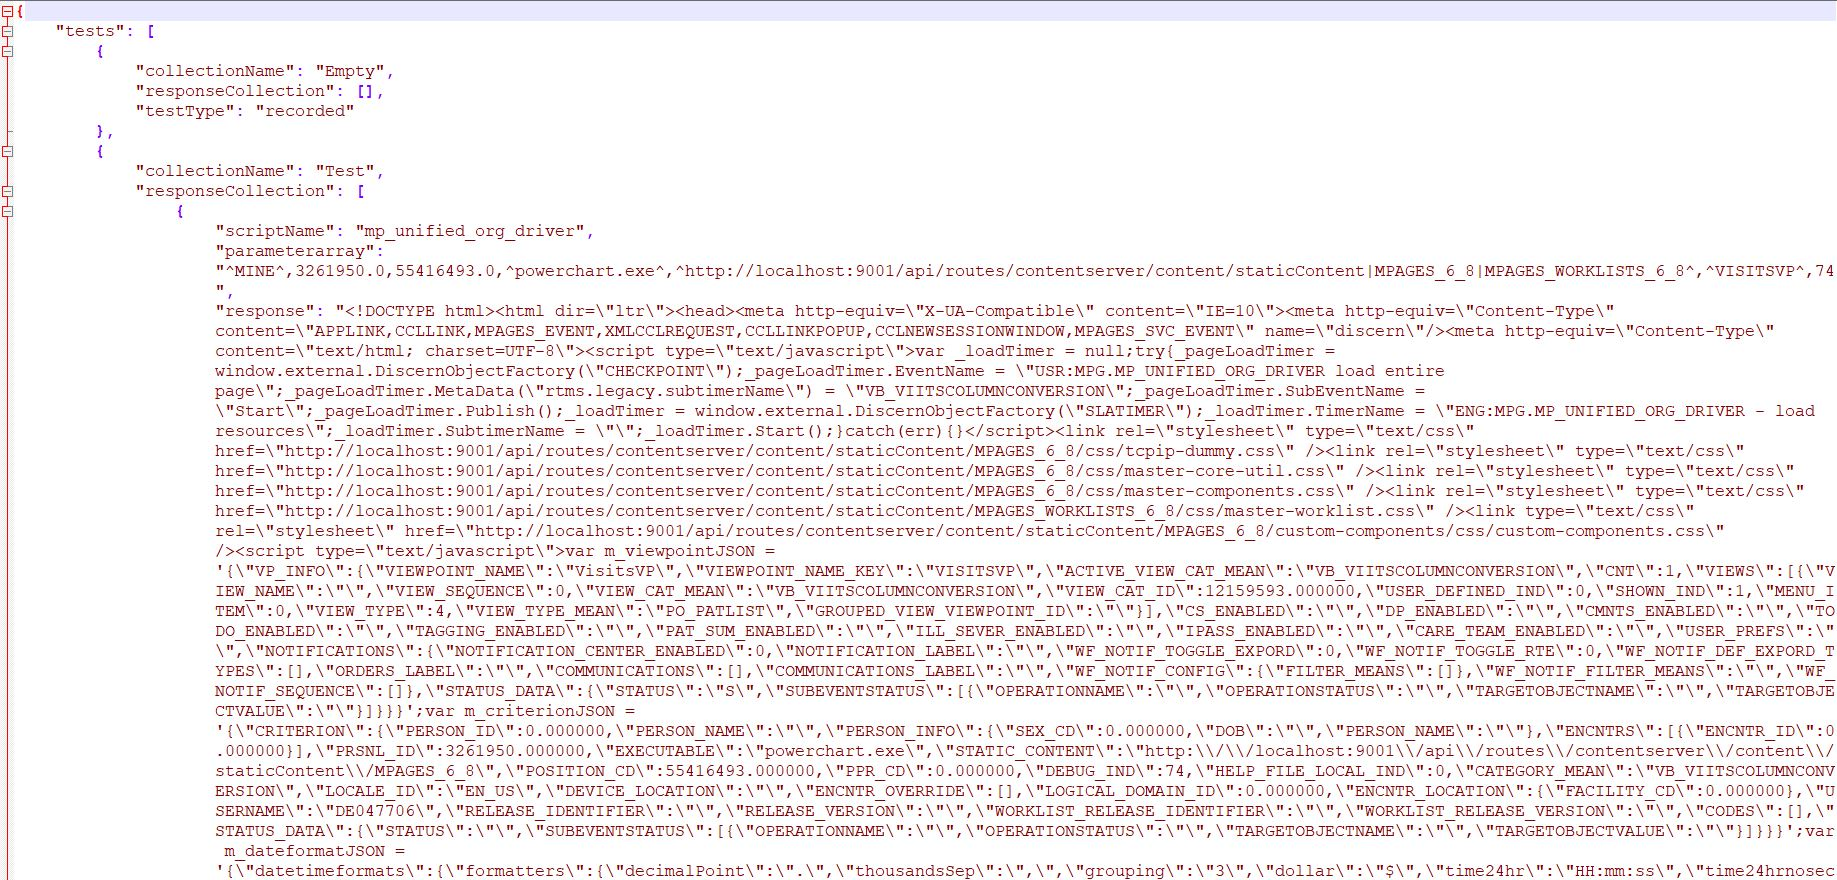 {
"tests": [
{
"collectionName": "Empty",
"responseCollection": [],
"testType": "recorded"
},
{
"collectionName": "Test",
"responseCollection": [
{
"scriptName": "mp_unified_org_driver",
"parameterarray":
"^MINE^,3261950.0,55416493.0,^powerchart.exe^,^http://localhost:9001/api/routes/contentserver/content/staticContent|MPAGES_6_8|MPAGES_WORKLISTS_6_8^,^VISITSVP^,74
",
"response": "<!DOCTYPE html><html dir=\"ltr\"><head><meta http-equiv=\"X-UA-Compatible\" content=\"IE=10\"><meta http-equiv=\"Content-Type\"
content=\"APPLINK,CCLLINK,MPAGES_EVENT,XMLCCLREQUEST,CCLLINKPOPUP,CCLNEWSESSIONWINDOW,MPAGES_SVC_EVENT\" name=\"discern\"/><meta http-equiv=\"Content-Type\"
content=\"text/html; charset=UTF-8\"><script type=\"text/javascript\">var _loadTimer = null;try{_pageLoadTimer =
window.external.DiscernObjectFactory(\"CHECKPOINT\");_pageLoadTimer.EventName = \"USR:MPG.MP_UNIFIED_ORG_DRIVER load entire
page\";_pageLoadTimer.MetaData(\"rtms.legacy.subtimerName\") = \"VB_VIITSCOLUMNCONVERSION\";_pageLoadTimer.SubEventName =
\"Start\";_pageLoadTimer.Publish();_loadTimer = window.external.DiscernObjectFactory(\"SLATIMER\");_loadTimer.TimerName = \"ENG:MPG.MP_UNIFIED_ORG_DRIVER - load
resources\";_loadTimer.SubtimerName = \"\";_loadTimer.Start();}catch(err){}</script><link rel=\"stylesheet\" type=\"text/css\"
href=\"http://localhost:9001/api/routes/contentserver/content/staticContent/MPAGES_6_8/css/tcpip-dummy.css\" /><link rel=\"stylesheet\" type=\"text/css\"
href=\"http://localhost:9001/api/routes/contentserver/content/staticContent/MPAGES_6_8/css/master-core-util.css\" /><link rel=\"stylesheet\" type=\"text/css\"
href=\"http://localhost:9001/api/routes/contentserver/content/staticContent/MPAGES_6_8/css/master-components.css\" /><link rel=\"stylesheet\" type=\"text/css\"
href=\"http://localhost:9001/api/routes/contentserver/content/staticContent/MPAGES_WORKLISTS_6_8/css/master-worklist.css\" /><link type=\"text/css\"
rel=\"stylesheet\" href=\"http://localhost:9001/api/routes/contentserver/content/staticContent/MPAGES_6_8/custom-components/css/custom-components.css\"
/><script type=\"text/javascript\">var m_viewpointJSON =
'{\"VP_INFO\":{\"VIEWPOINT_NAME\":\"VisitsVP\",\"VIEWPOINT_NAME_KEY\":\"VISITSVP\",\"ACTIVE_VIEW_CAT_MEAN\":\"VB_VIITSCOLUMNCONVERSION\",\"CNT\":1,\"VIEWS\":[{\"V
IEW_NAME\":\"\",\"VIEW_SEQUENCE\":0,\"VIEW_CAT_MEAN\":\"VB_VIITSCOLUMNCONVERSION\",\"VIEW_CAT_ID\":12159593.000000,\"USER_DEFINED_IND\":0,\"SHOWN_IND\":1,\"MENU_I
TEM\":0,\"VIEW_TYPE\":4,\"VIEW_TYPE_MEAN\":\"PO_PATLIST\",\"GROUPED_VIEW_VIEWPOINT_ID\":\"\"}],\"CS_ENABLED\":\"\",\"DP_ENABLED\":\"\",\"CMNTS_ENABLED\":\"\",\"TO
DO_ENABLED\":\"\",\"TAGGING_ENABLED\":\"\",\"PAT_SUM_ENABLED\":\"\",\"ILL_SEVER_ENABLED\":\"\",\"IPASS_ENABLED\":\"\",\"CARE_TEAM_ENABLED\":\"\",\"USER_PREFS\":\"
\",\"NOTIFICATIONS\":{\"NOTIFICATION_CENTER_ENABLED\":0,\"NOTIFICATION_LABEL\":\"\",\"WF_NOTIF_TOGGLE_EXPORD\":0,\"WF_NOTIF_TOGGLE_RTE\":0,\"WF_NOTIF_DEF_EXPORD_T
YPES\":[],\"ORDERS_LABEL\":\"\",\"COMMUNICATIONS\":[],\"COMMUNICATIONS_LABEL\":\"\",\"WF_NOTIF_CONFIG\":{\"FILTER_MEANS\":[]},\"WF_NOTIF_FILTER_MEANS\":\"\",\"WF_
NOTIF_SEQUENCE\":[]},\"STATUS_DATA\":{\"STATUS\":\"S\",\"SUBEVENTSTATUS\":[{\"OPERATIONNAME\":\"\",\"OPERATIONSTATUS\":\"\",\"TARGETOBJECTNAME\":\"\",\"TARGETOBJE
CTVALUE\":\"\"}]}}}';var m_criterionJSON =
'{\"CRITERION\":{\"PERSON_ID\":0.000000,\"PERSON_NAME\":\"\",\"PERSON_INFO\":{\"SEX_CD\":0.000000,\"DOB\":\"\",\"PERSON_NAME\":\"\"},\"ENCNTRS\":[{\"ENCNTR_ID\":0
.000000}],\"PRSNL_ID\":3261950.000000,\"EXECUTABLE\":\"powerchart.exe\",\"STATIC_CONTENT\":\"http:\\/\\/localhost:9001\\/api\\/routes\\/contentserver\\/content\\/
staticContent\\/MPAGES_6_8\",\"POSITION_CD\":55416493.000000,\"PPR_CD\":0.000000,\"DEBUG_IND\":74,\"HELP_FILE_LOCAL_IND\":0,\"CATEGORY_MEAN\":\"VB_VIITSCOLUMNCONV
ERSION\",\"LOCALE_ID\":\"EN_US\",\"DEVICE_LOCATION\":\"\",\"ENCNTR_OVERRIDE\":[],\"LOGICAL_DOMAIN_ID\":0.000000,\"ENCNTR_LOCATION\":{\"FACILITY_CD\":0.000000},\"U
SERNAME\":\"DE047706\",\"RELEASE_IDENTIFIER\":\"\",\"RELEASE_VERSION\":\"\",\"WORKLIST_RELEASE_IDENTIFIER\":\"\",\"WORKLIST_RELEASE_VERSION\":\"\",\"CODES\":[],\"
STATUS_DATA\":{\"STATUS\":\"\",\"SUBEVENTSTATUS\":[{\"OPERATIONNAME\":\"\",\"OPERATIONSTATUS\":\"\",\"TARGETOBJECTNAME\":\"\",\"TARGETOBJECTVALUE\":\"\"}]}}}';var
m_dateformatJSON =
'{\"datetimeformats\":{\"formatters\":{\"decimalPoint\":\".\",\"thousandsSep\":\",\",\"grouping\":\"3\",\"dollar\":\"$\",\"time24hr\":\"HH:mm:ss\",\"time24hrnosec